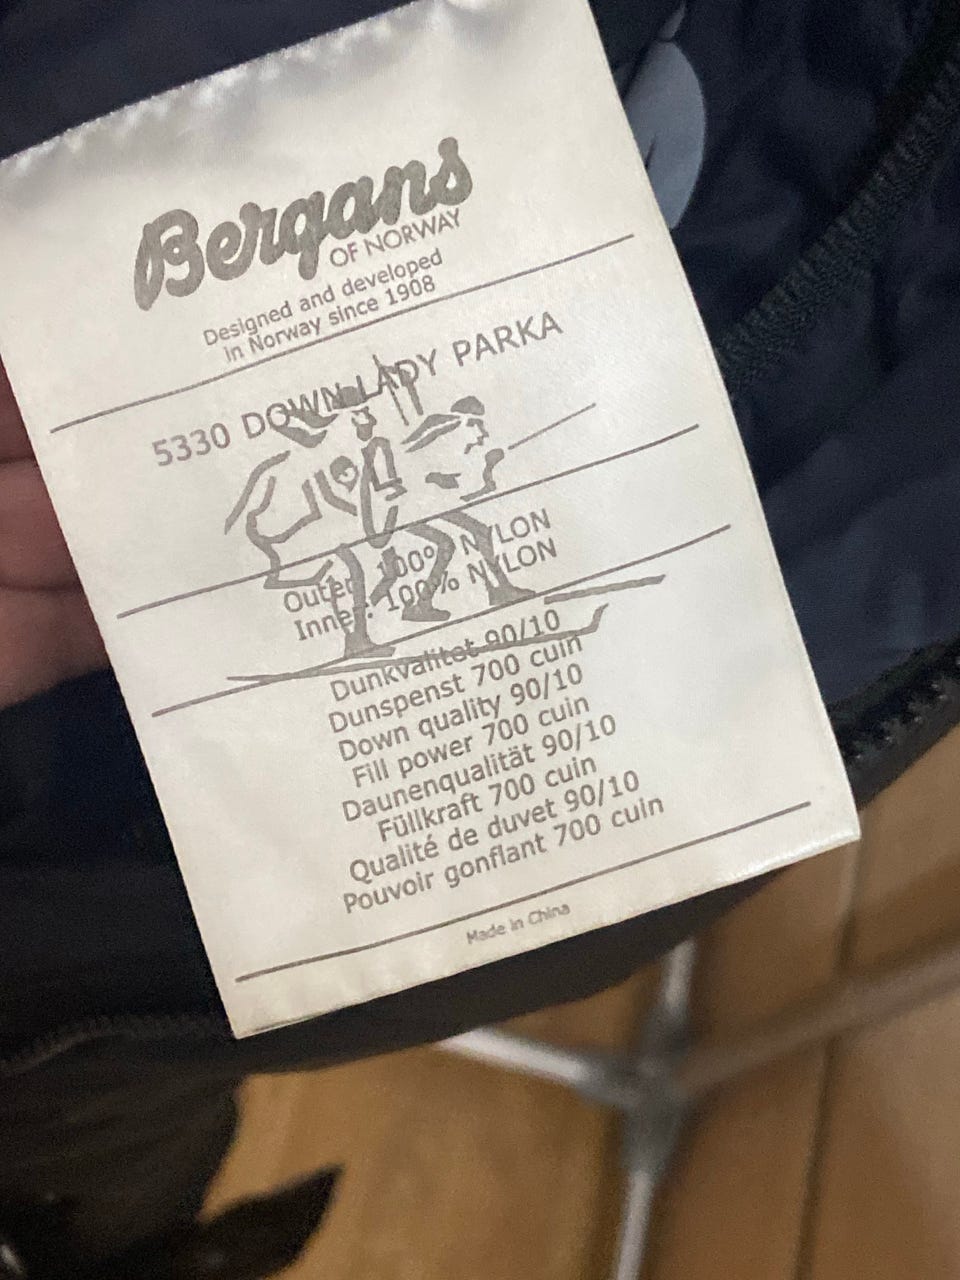 Bergans
OF NORWAY
Designed and developed
in Norway since 1908
5330 DOWN LADY PARKA
Outer: 100% NYLON
Inner: 100% NYLON
Dunkvalitet 90/10
Dunspenst 700 cuin
Down quality 90/10
Fill power 700 cuin
Daunenqualität 90/10
Füllkraft 700 cuin
Qualité de duvet 90/10
Pouvoir gonflant 700 cuin
Made in China